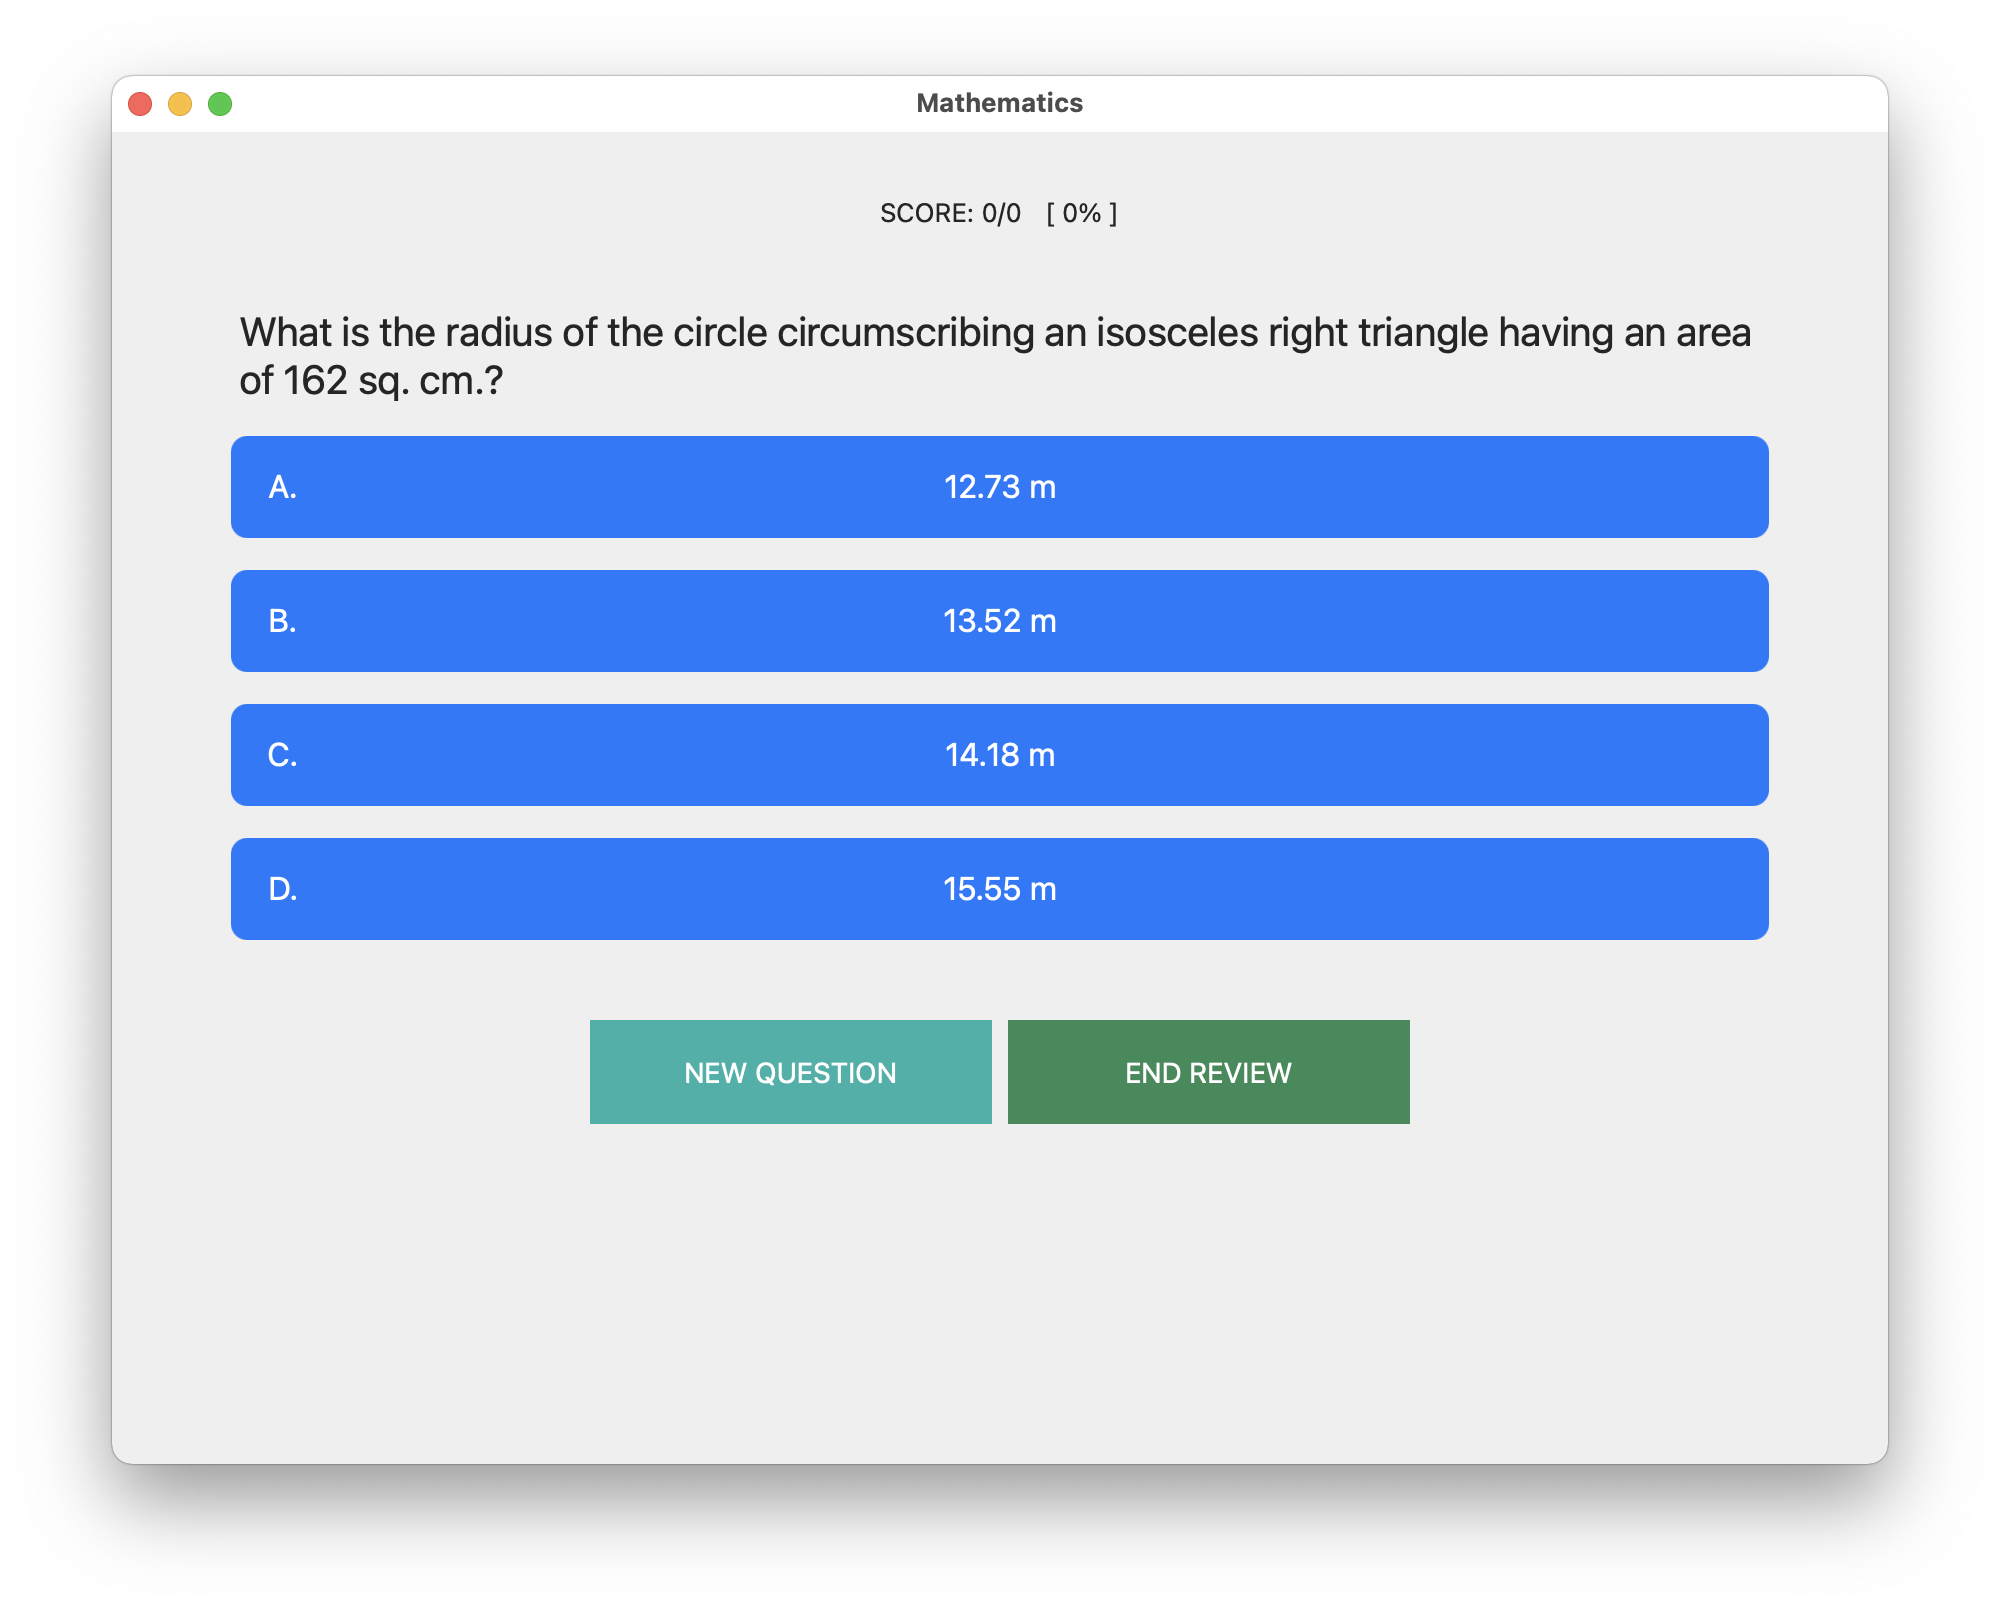 Mathematics
SCORE: 0/0 [ 0% ]
What is the radius of the circle circumscribing an isosceles right triangle having an area
of 162 sq. cm.?
A. 12.73 m
B. 13.52 m
C. 14.18 m
D. 15.55 m
NEW QUESTION END REVIEW